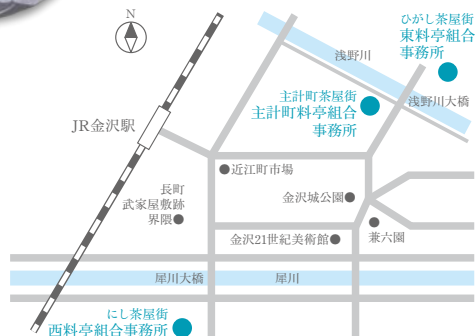 N
ひがし茶屋街
東料亭組合
事務所
浅野川
浅野川大橋
主計町茶屋街
主計町料亭組合
事務所
JR金沢駅
近江町市場
長町
武家屋敷跡
界隈
金沢城公園
兼六園
金沢21世紀美術館
犀川大橋
犀川
にし茶屋街
西料亭組合事務所